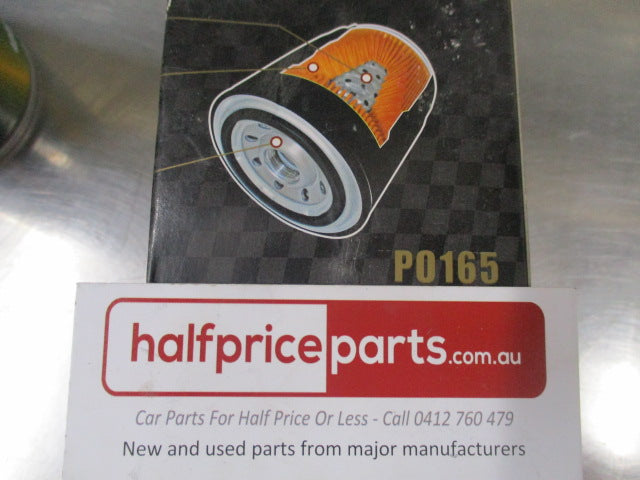 PO165
halfpriceparts.com.au
Car Parts For Half Price Or Less - Call 0412 760 479
New and used parts from major manufacturers